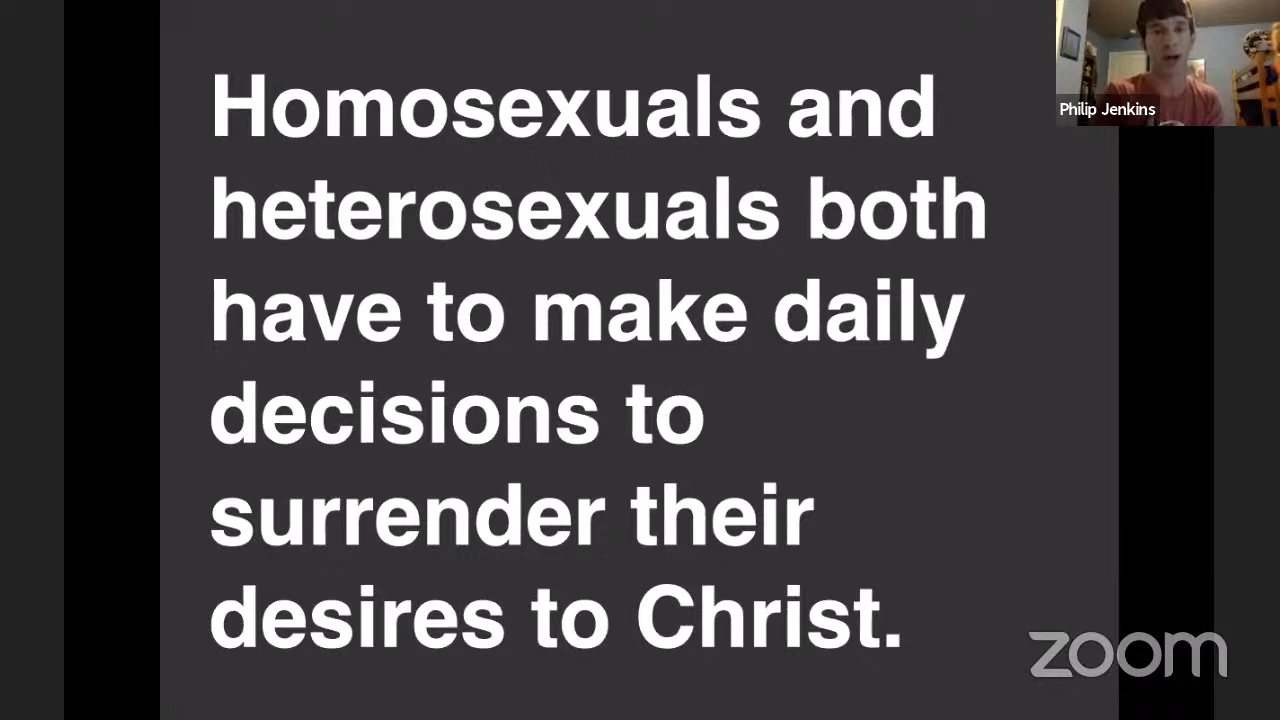 Homosexuals and
heterosexuals both
have to make daily
decisions to
surrender their
desires to Christ.
Philip Jenkins
zoom